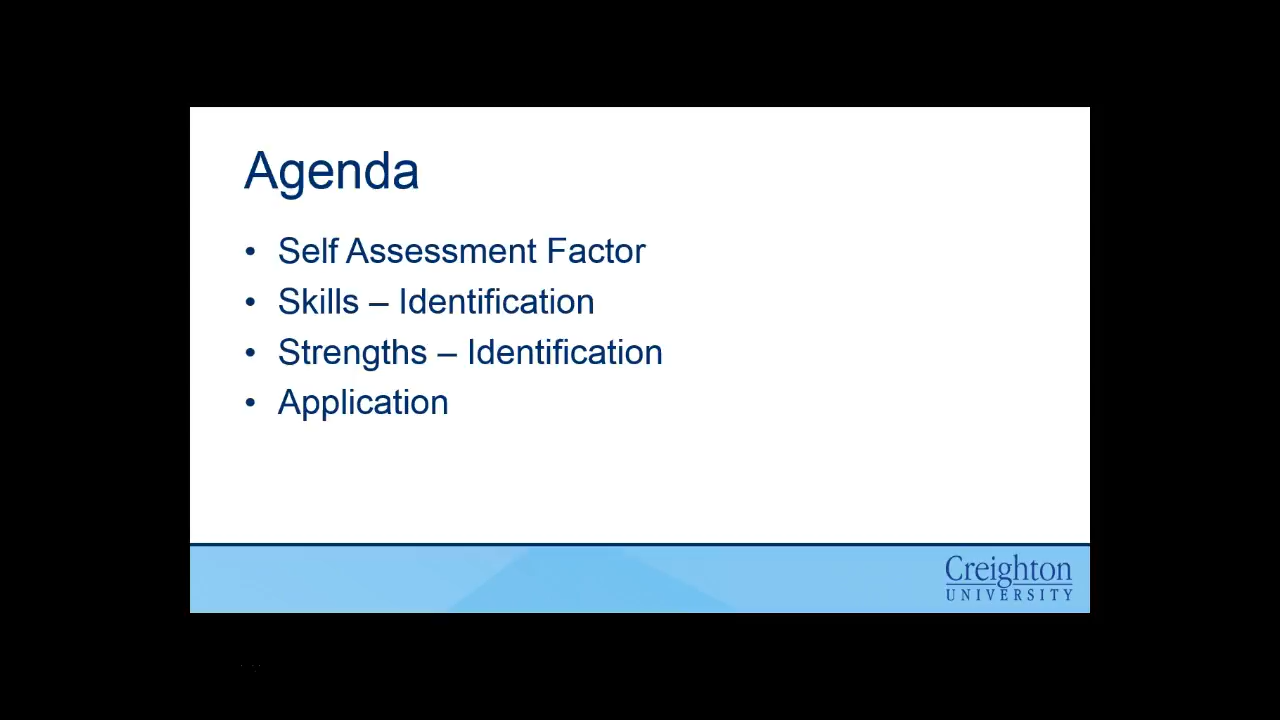 Agenda
• Self Assessment Factor
• Skills – Identification
• Strengths – Identification
• Application
Creighton
UNIVERSITY